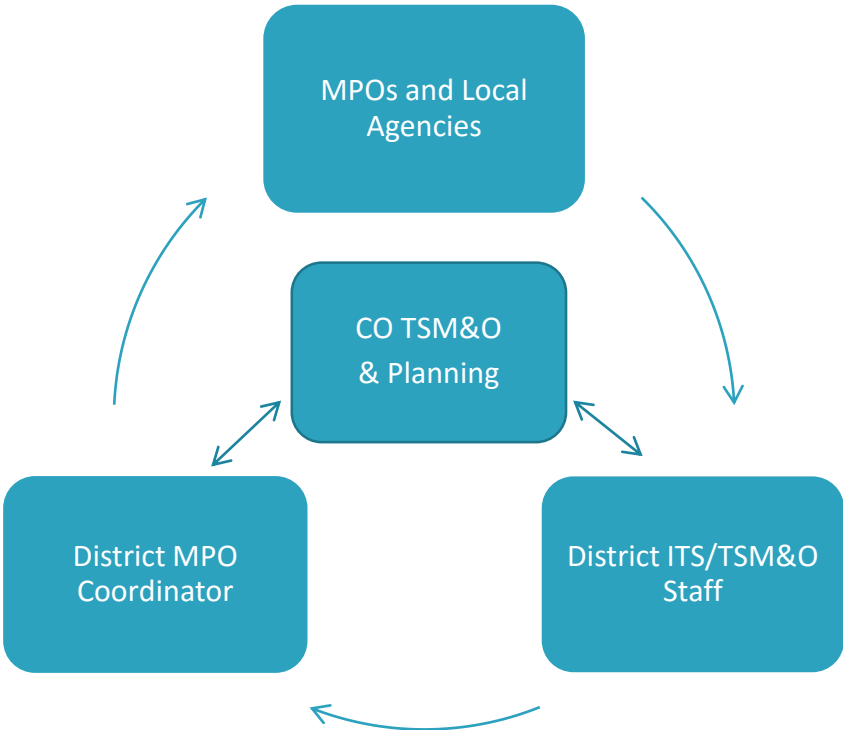 MPOs and Local
Agencies
CO TSM&O
& Planning
District MPO
Coordinator
District ITS/TSM&O
Staff